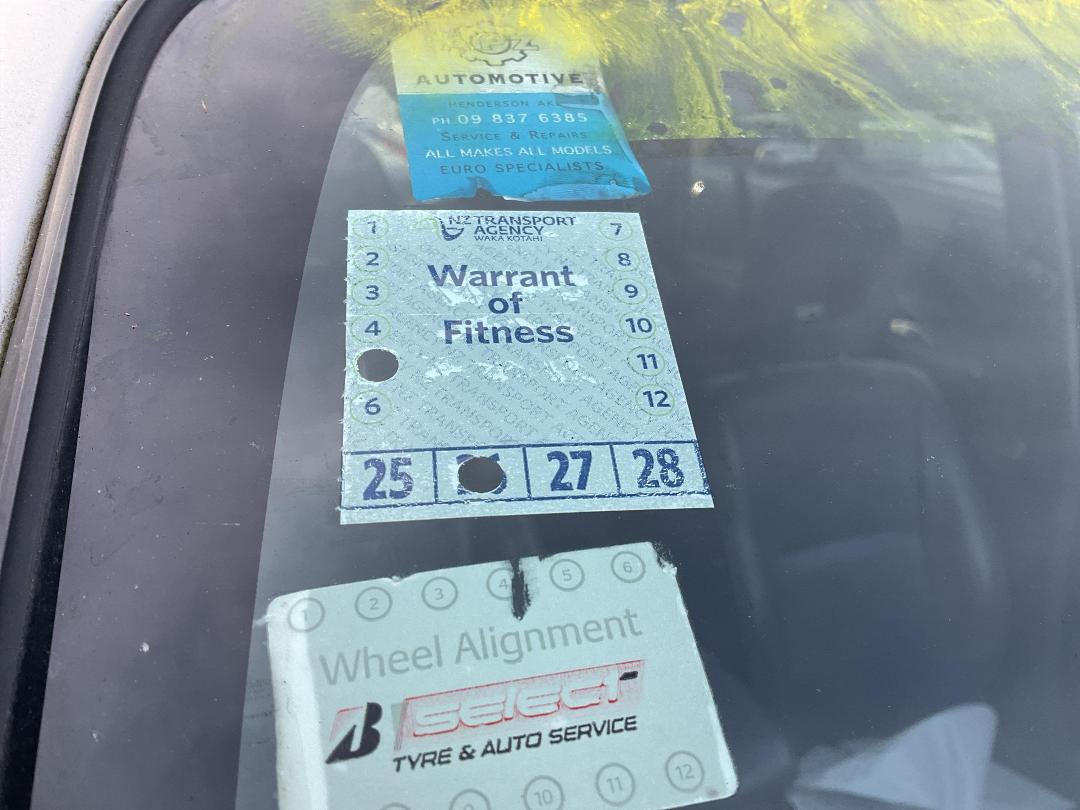 AUTOMOTIVE
HENDERSON
PH 09 837 6385
SERVICE & REPAIRS
ALL MAKES ALL MODELS
EURO SPECIALISTS
NZ TRANSPORT
AGENCY
WAKA KOTAHI
1 7
2 8
3 9
4 10
11
6 12
Warrant
of
Fitness
25 27 28
1 2 3 4 5 6
Wheel Alignment
B SELECT
TYRE & AUTO SERVICE
10 11 12